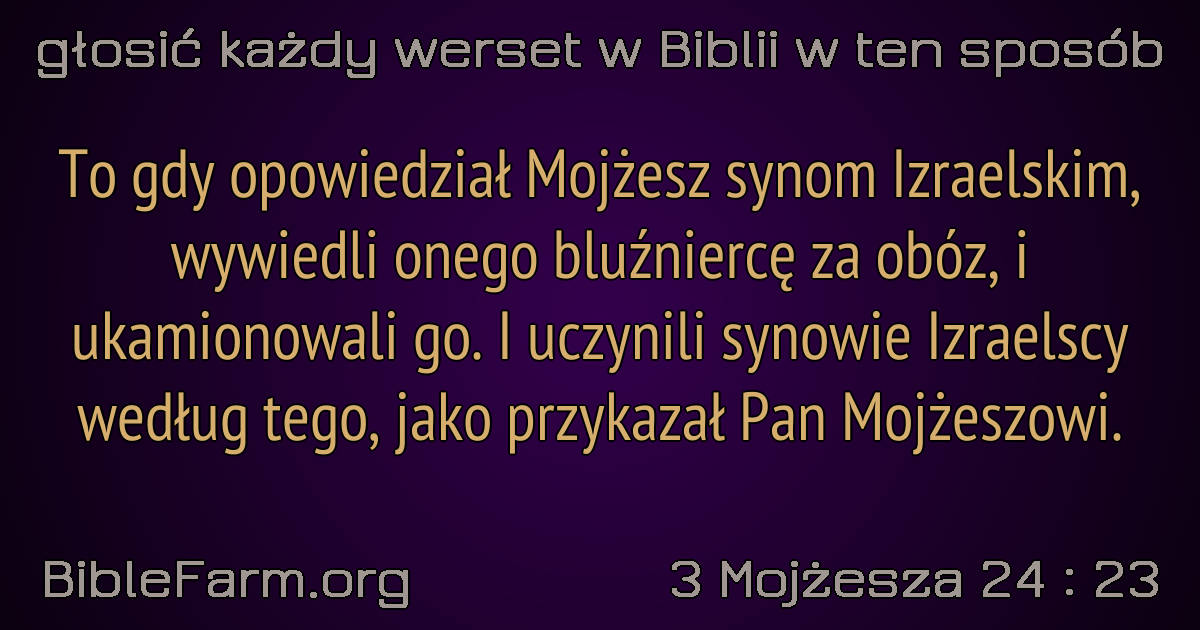 głosić każdy werset w Biblii w ten sposób
To gdy opowiedział Mojżesz synom Izraelskim,
wywiedli onego bluźniercę za obóz, i
ukamionowali go. I uczynili synowie Izraelscy
według tego, jako przykazał Pan Mojżeszowi.
BibleFarm.org
3 Mojżesza 24 : 23